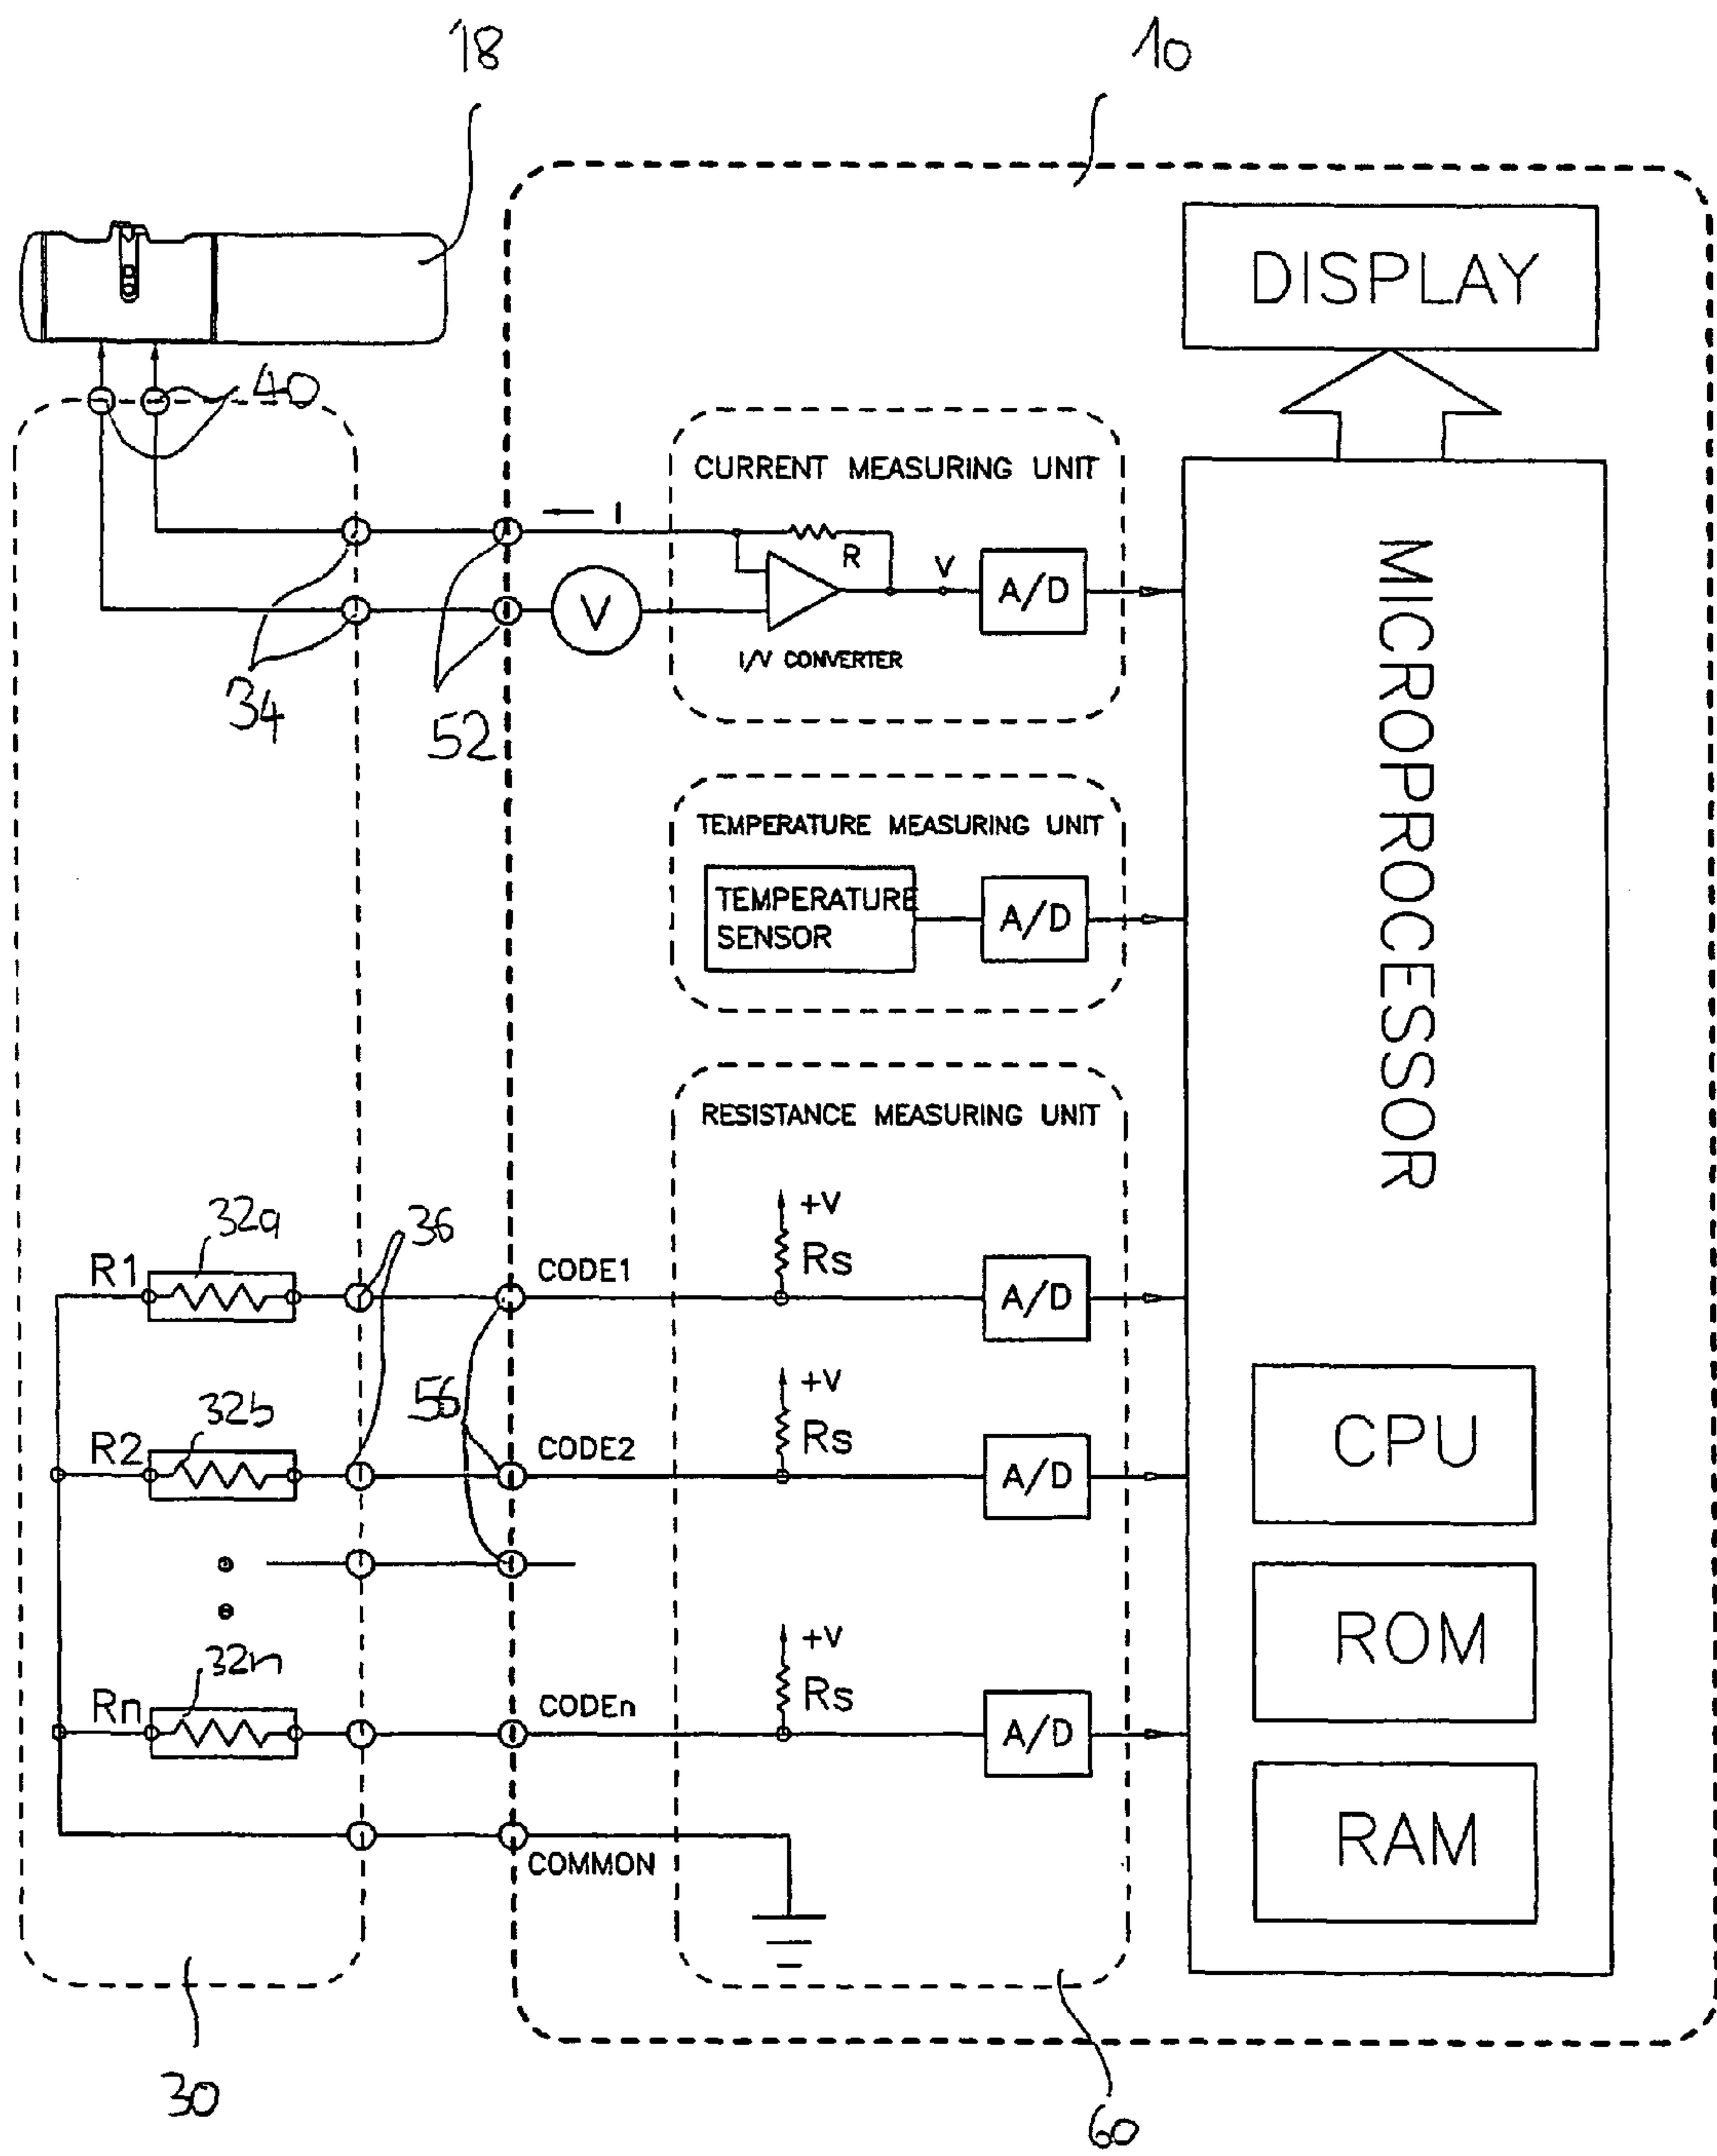 18
10
DISPLAY
40
CURRENT MEASURING UNIT
I
R
V
A/D
V
I/V CONVERTER
34
52
MICROPROCESSOR
TEMPERATURE MEASURING UNIT
TEMPERATURE
SENSOR
A/D
RESISTANCE MEASURING UNIT
32a
36
+V
R1
CODE1
Rs
A/D
56
+V
32b
R2
CODE2
Rs
A/D
CPU
ROM
+V
32n
Rn
CODEn
Rs
A/D
RAM
COMMON
30
60